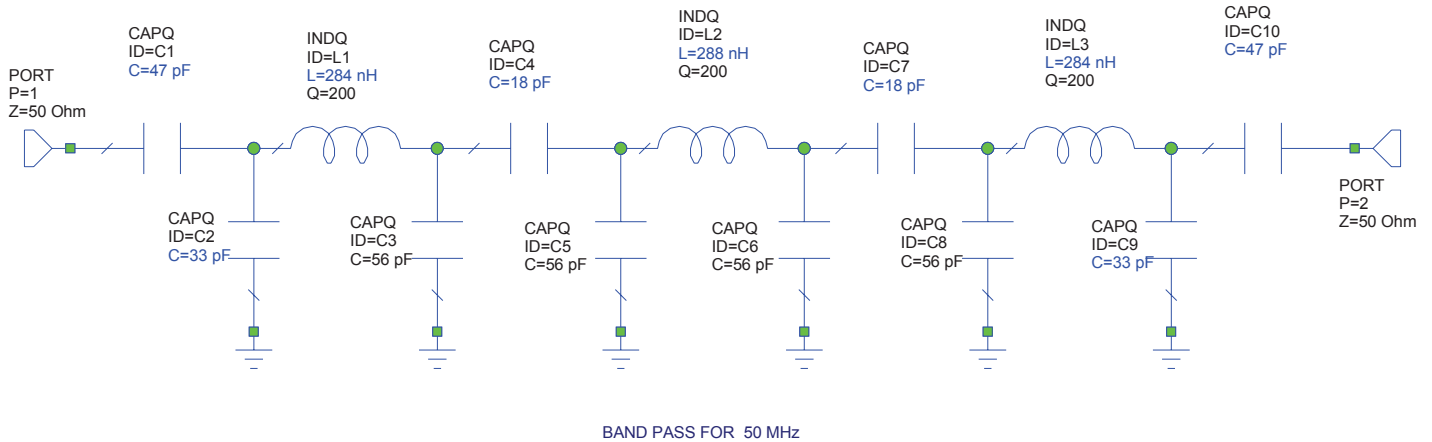 PORT
P=1
Z=50 Ohm
CAPQ
ID=C1
C=47 pF
INDQ
ID=L1
L=284 nH
Q=200
CAPQ
ID=C4
C=18 pF
INDQ
ID=L2
L=288 nH
Q=200
CAPQ
ID=C7
C=18 pF
INDQ
ID=L3
L=284 nH
Q=200
CAPQ
ID=C10
C=47 pF
PORT
P=2
Z=50 Ohm
CAPQ
ID=C2
C=33 pF
CAPQ
ID=C3
C=56 pF
CAPQ
ID=C5
C=56 pF
CAPQ
ID=C6
C=56 pF
CAPQ
ID=C8
C=56 pF
CAPQ
ID=C9
C=33 pF
BAND PASS FOR 50 MHz